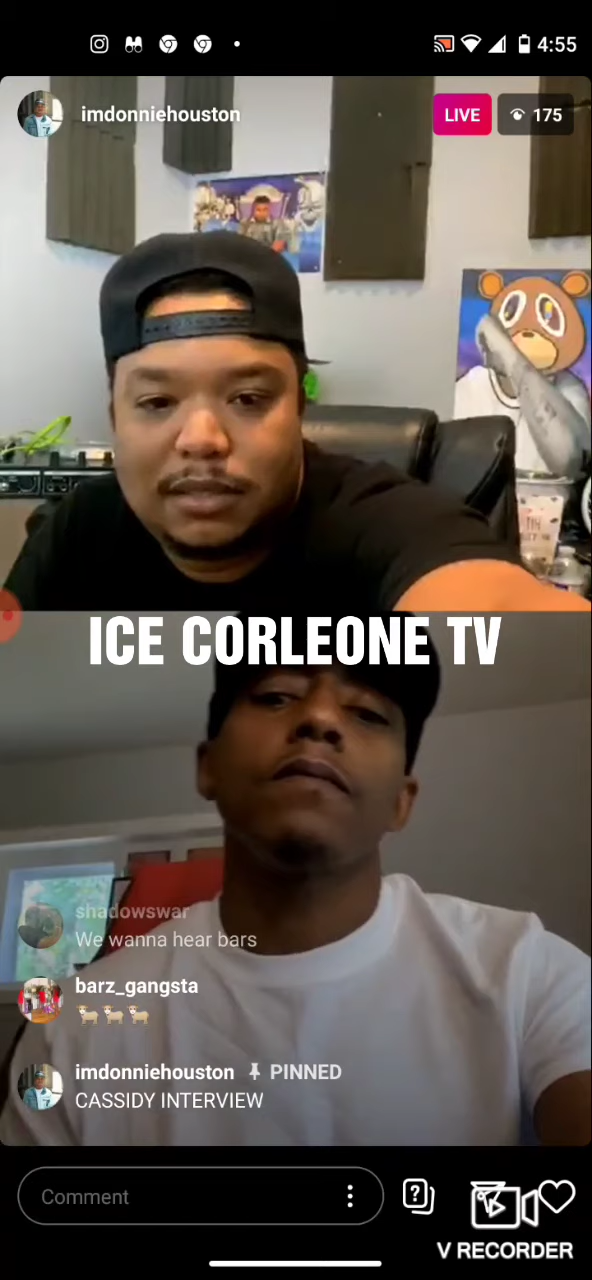 4:55
imdonniehouston
LIVE
175
ICE CORLEONE TV
shadowswar
We wanna hear bars
barz_gangsta
🐐🐐🐐
imdonniehouston PINNED
CASSIDY INTERVIEW
Comment
V RECORDER